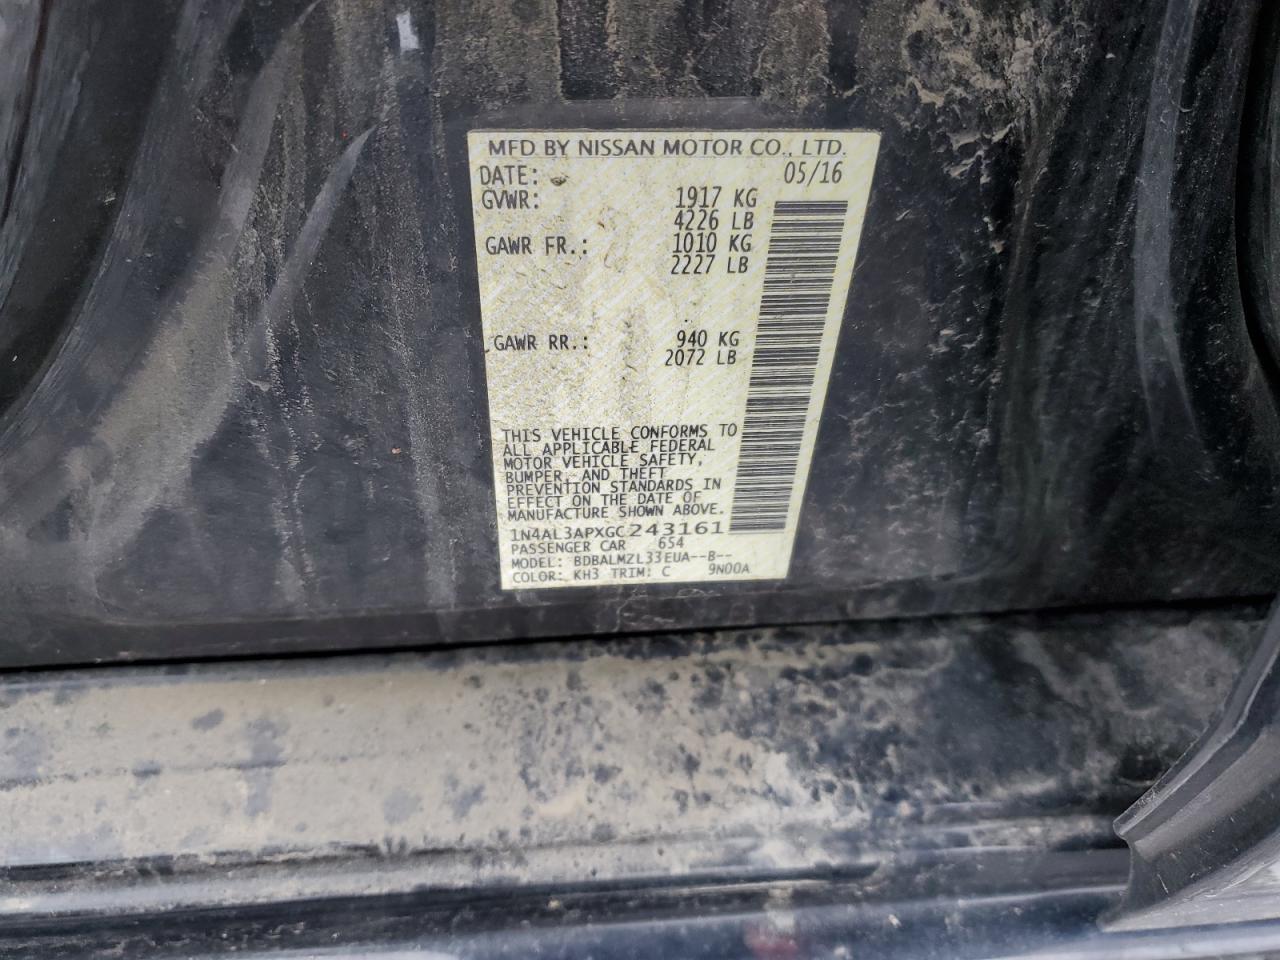 MFD BY NISSAN MOTOR CO., LTD.
DATE: 05/16
GVWR: 1917 KG
4226 LB
GAWR FR.: 1010 KG
2227 LB
GAWR RR.: 940 KG
2072 LB
THIS VEHICLE CONFORMS TO
ALL APPLICABLE FEDERAL
MOTOR VEHICLE SAFETY,
BUMPER, AND THEFT
PREVENTION STANDARDS IN
EFFECT ON THE DATE OF
MANUFACTURE SHOWN ABOVE.
1N4AL3APXGC243161
PASSENGER CAR 654
MODEL: BDBALMZL33EUA--B--
COLOR: KH3 TRIM: C 9N00A